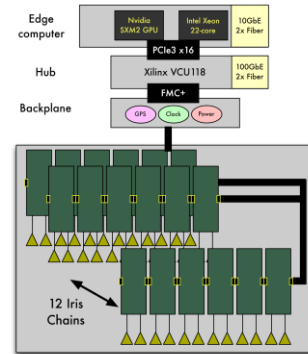 Edge
computer
Nvidia
SXM2 GPU
Intel Xeon
22-core
10GbE
2x Fiber
PCIe3 x16
Hub
Xilinx VCU118
100GbE
2x Fiber
FMC+
Backplane
GPS
Clock
Power
12 Iris
Chains